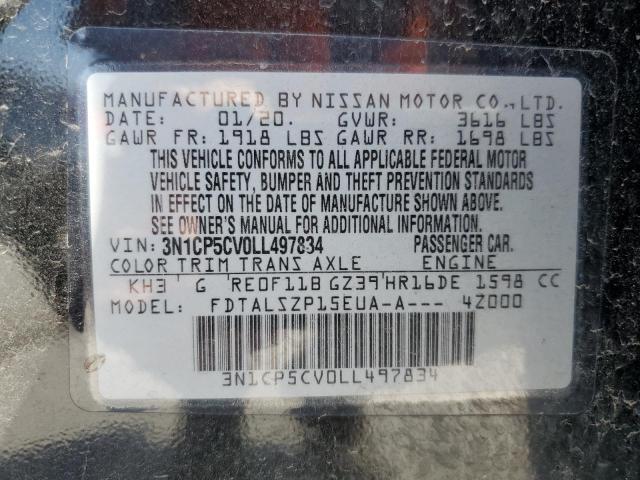 MANUFACTURED BY NISSAN MOTOR CO., LTD.
DATE: 01/20. GVWR: 3616 LBS
GAWR FR: 1918 LBS GAWR RR: 1698 LBS
THIS VEHICLE CONFORMS TO ALL APPLICABLE FEDERAL MOTOR
VEHICLE SAFETY, BUMPER AND THEFT PREVENTION STANDARDS
IN EFFECT ON THE DATE OF MANUFACTURE SHOWN ABOVE.
SEE OWNER'S MANUAL FOR ADDITIONAL INFORMATION.
VIN: 3N1CP5CV0LL497834 PASSENGER CAR.
COLOR TRIM TRANS AXLE ENGINE
KH3 G RE0F11B GZ39 HR16DE 1598 CC
MODEL: FDTALSZP15EUA-A--- 4Z000
3N1CP5CV0LL497834